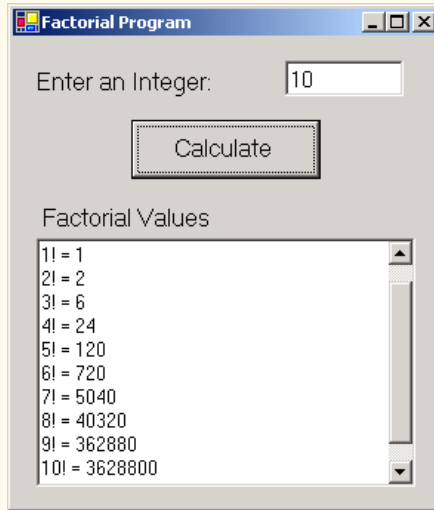 Factorial Program
Enter an Integer: 10
Calculate
Factorial Values
1! = 1
2! = 2
3! = 6
4! = 24
5! = 120
6! = 720
7! = 5040
8! = 40320
9! = 362880
10! = 3628800